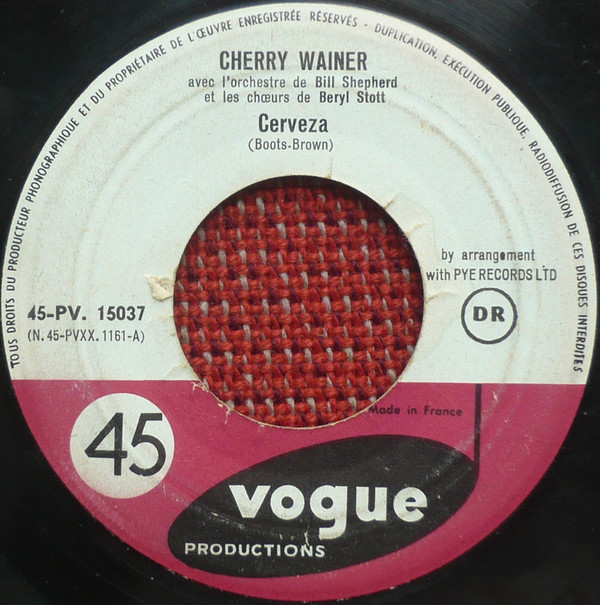 TOUS DROITS DU PRODUCTEUR PHONOGRAPHIQUE ET DU PROPRIÉTAIRE DE L'ŒUVRE ENREGISTRÉE RÉSERVÉS - DUPLICATION, EXÉCUTION PUBLIQUE, RADIODIFFUSION DE CES DISQUES INTERDITES
CHERRY WAINER
avec l'orchestre de Bill Shepherd
et les chœurs de Beryl Stott
Cerveza
(Boots-Brown)
by arrangement
with PYE RECORDS LTD
45-PV. 15037
(N. 45-PVXX. 1161-A)
DR
Made in France
45
vogue
PRODUCTIONS